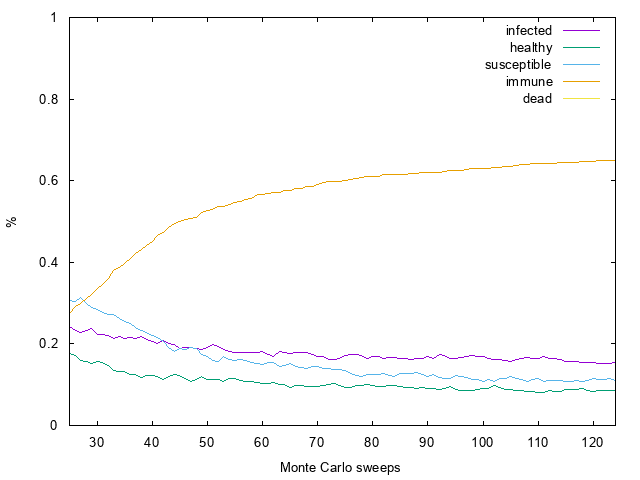 1
0.8
0.6
0.4
0.2
0
%
30 40 50 60 70 80 90 100 110 120
Monte Carlo sweeps
infected
healthy
susceptible
immune
dead